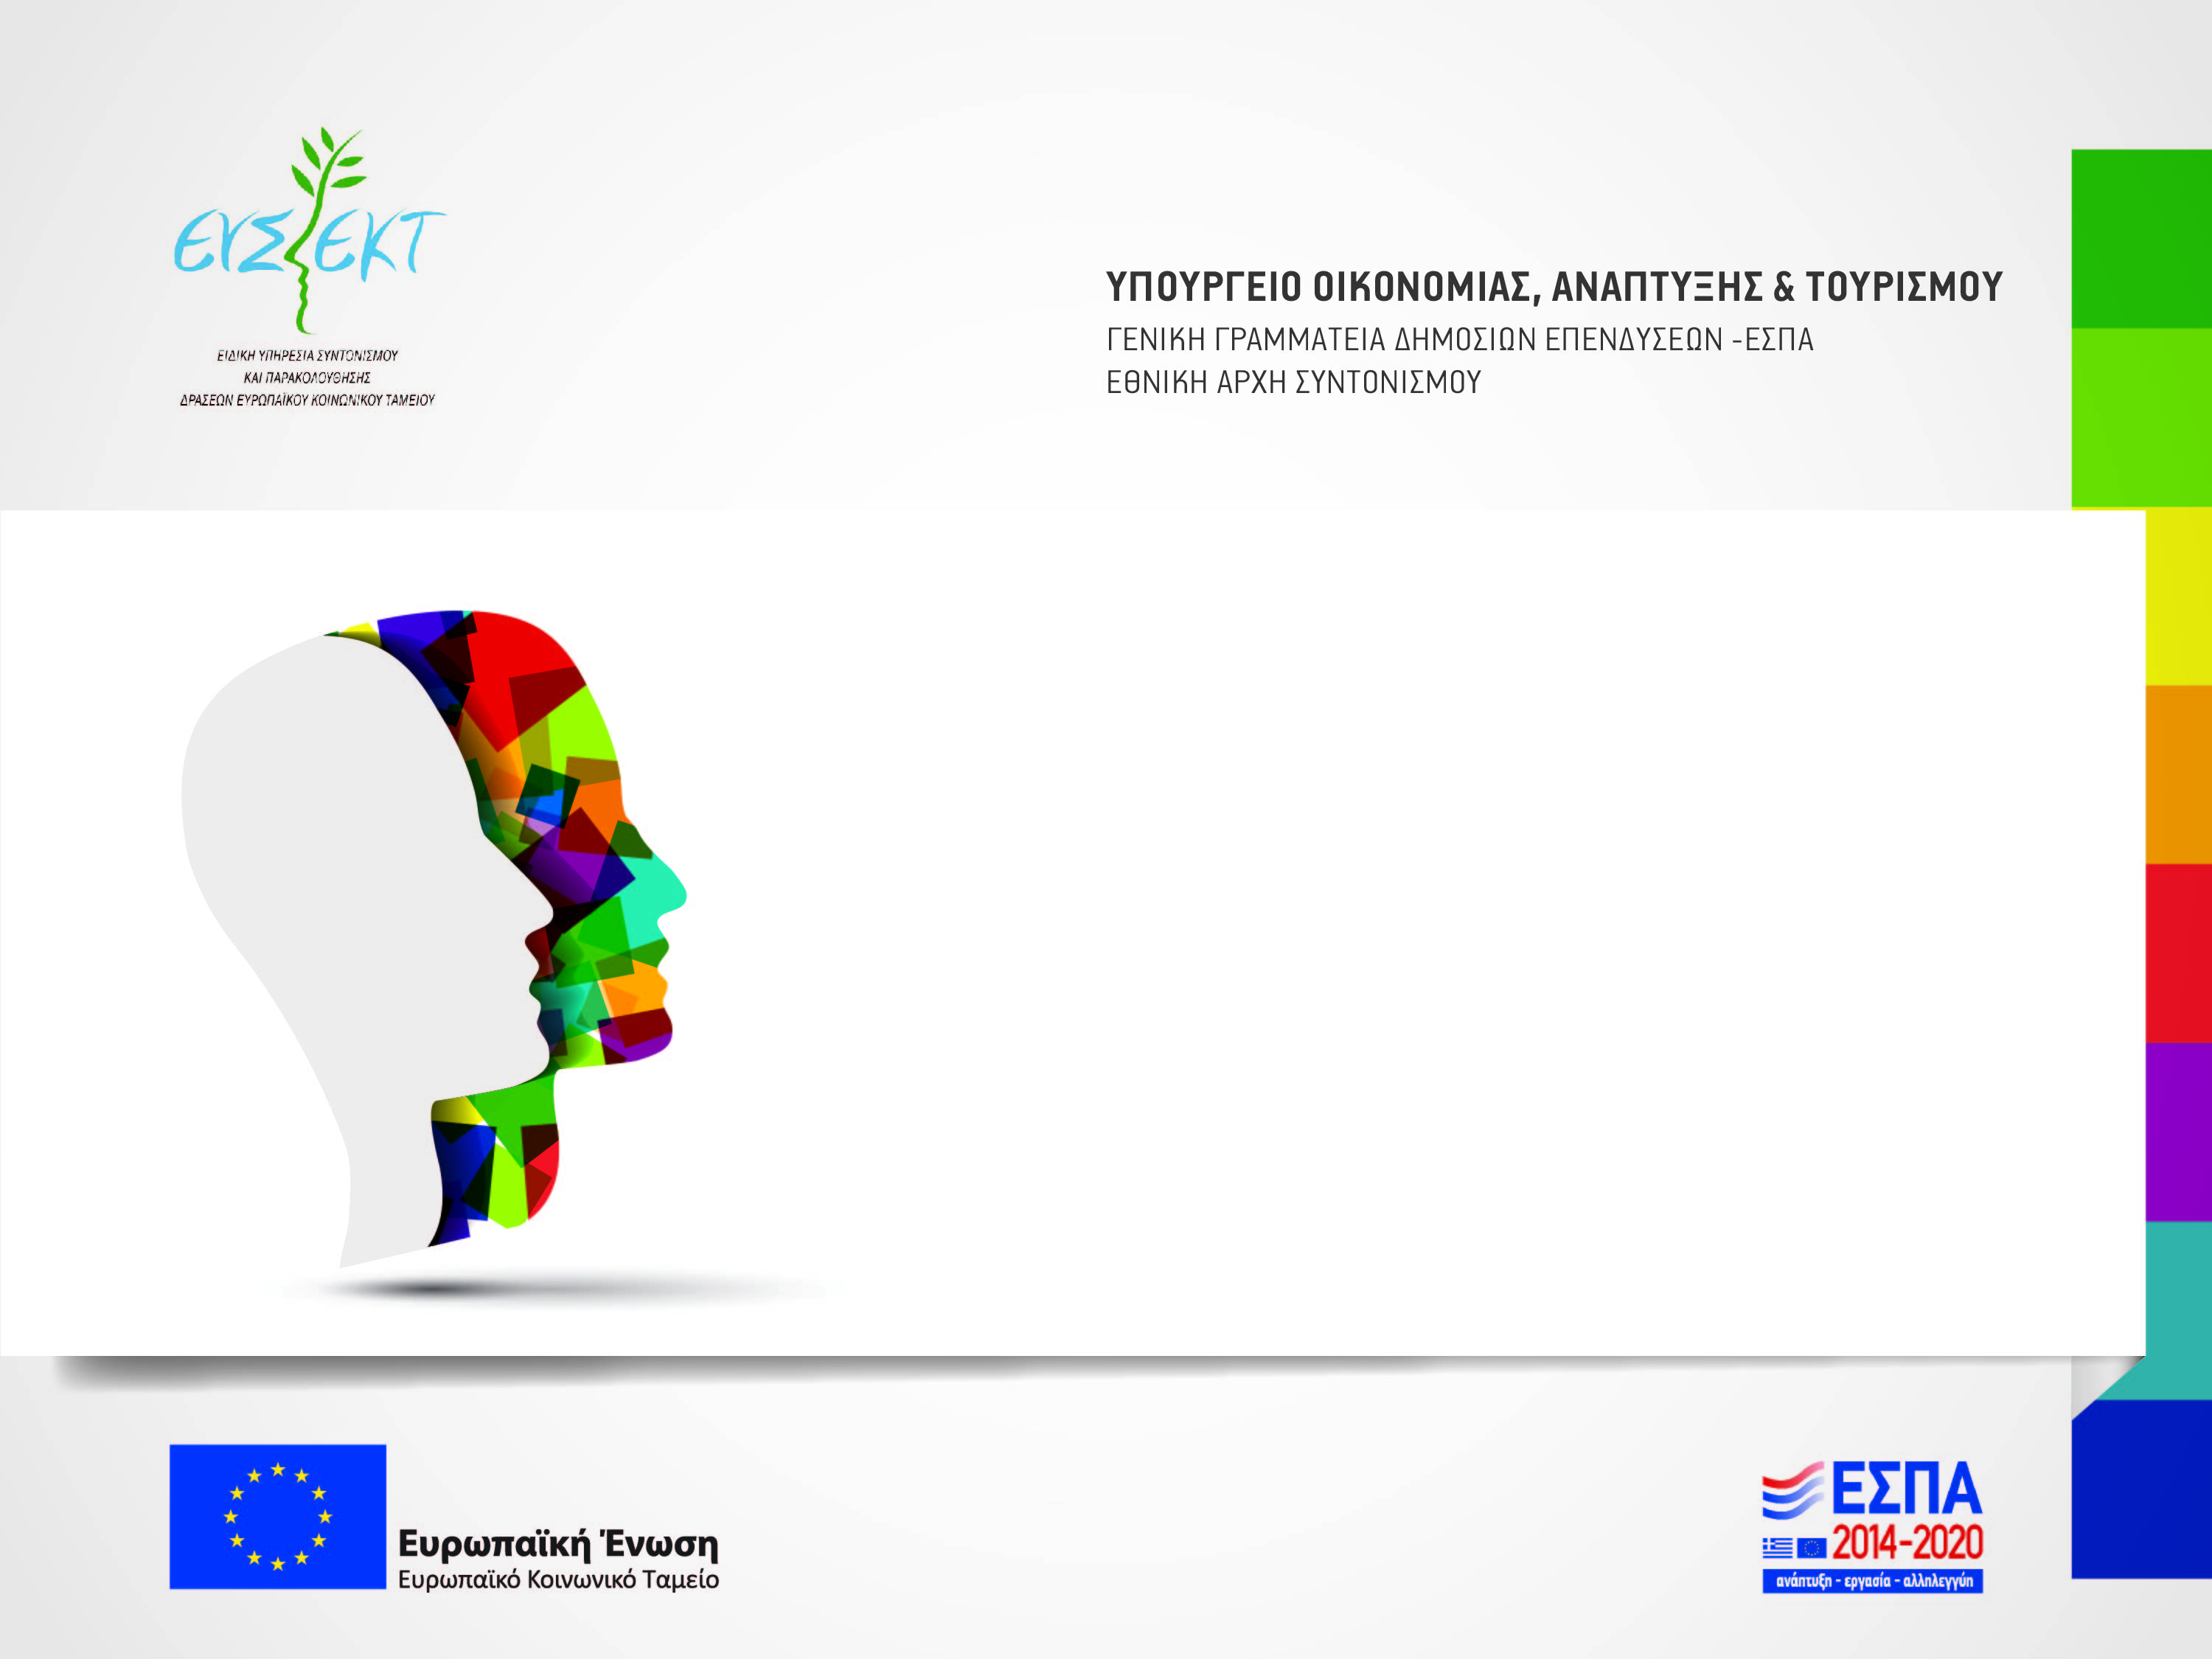 ΕΥΣΕΚΤ
ΕΙΔΙΚΗ ΥΠΗΡΕΣΙΑ ΣΥΝΤΟΝΙΣΜΟΥ
ΚΑΙ ΠΑΡΑΚΟΛΟΥΘΗΣΗΣ
ΔΡΑΣΕΩΝ ΕΥΡΩΠΑΪΚΟΥ ΚΟΙΝΩΝΙΚΟΥ ΤΑΜΕΙΟΥ
ΥΠΟΥΡΓΕΙΟ ΟΙΚΟΝΟΜΙΑΣ, ΑΝΑΠΤΥΞΗΣ & ΤΟΥΡΙΣΜΟΥ
ΓΕΝΙΚΗ ΓΡΑΜΜΑΤΕΙΑ ΔΗΜΟΣΙΩΝ ΕΠΕΝΔΥΣΕΩΝ -ΕΣΠΑ
ΕΘΝΙΚΗ ΑΡΧΗ ΣΥΝΤΟΝΙΣΜΟΥ
Ευρωπαϊκή Ένωση
Ευρωπαϊκό Κοινωνικό Ταμείο
ΕΣΠΑ
2014-2020
ανάπτυξη - εργασία - αλληλεγγύη